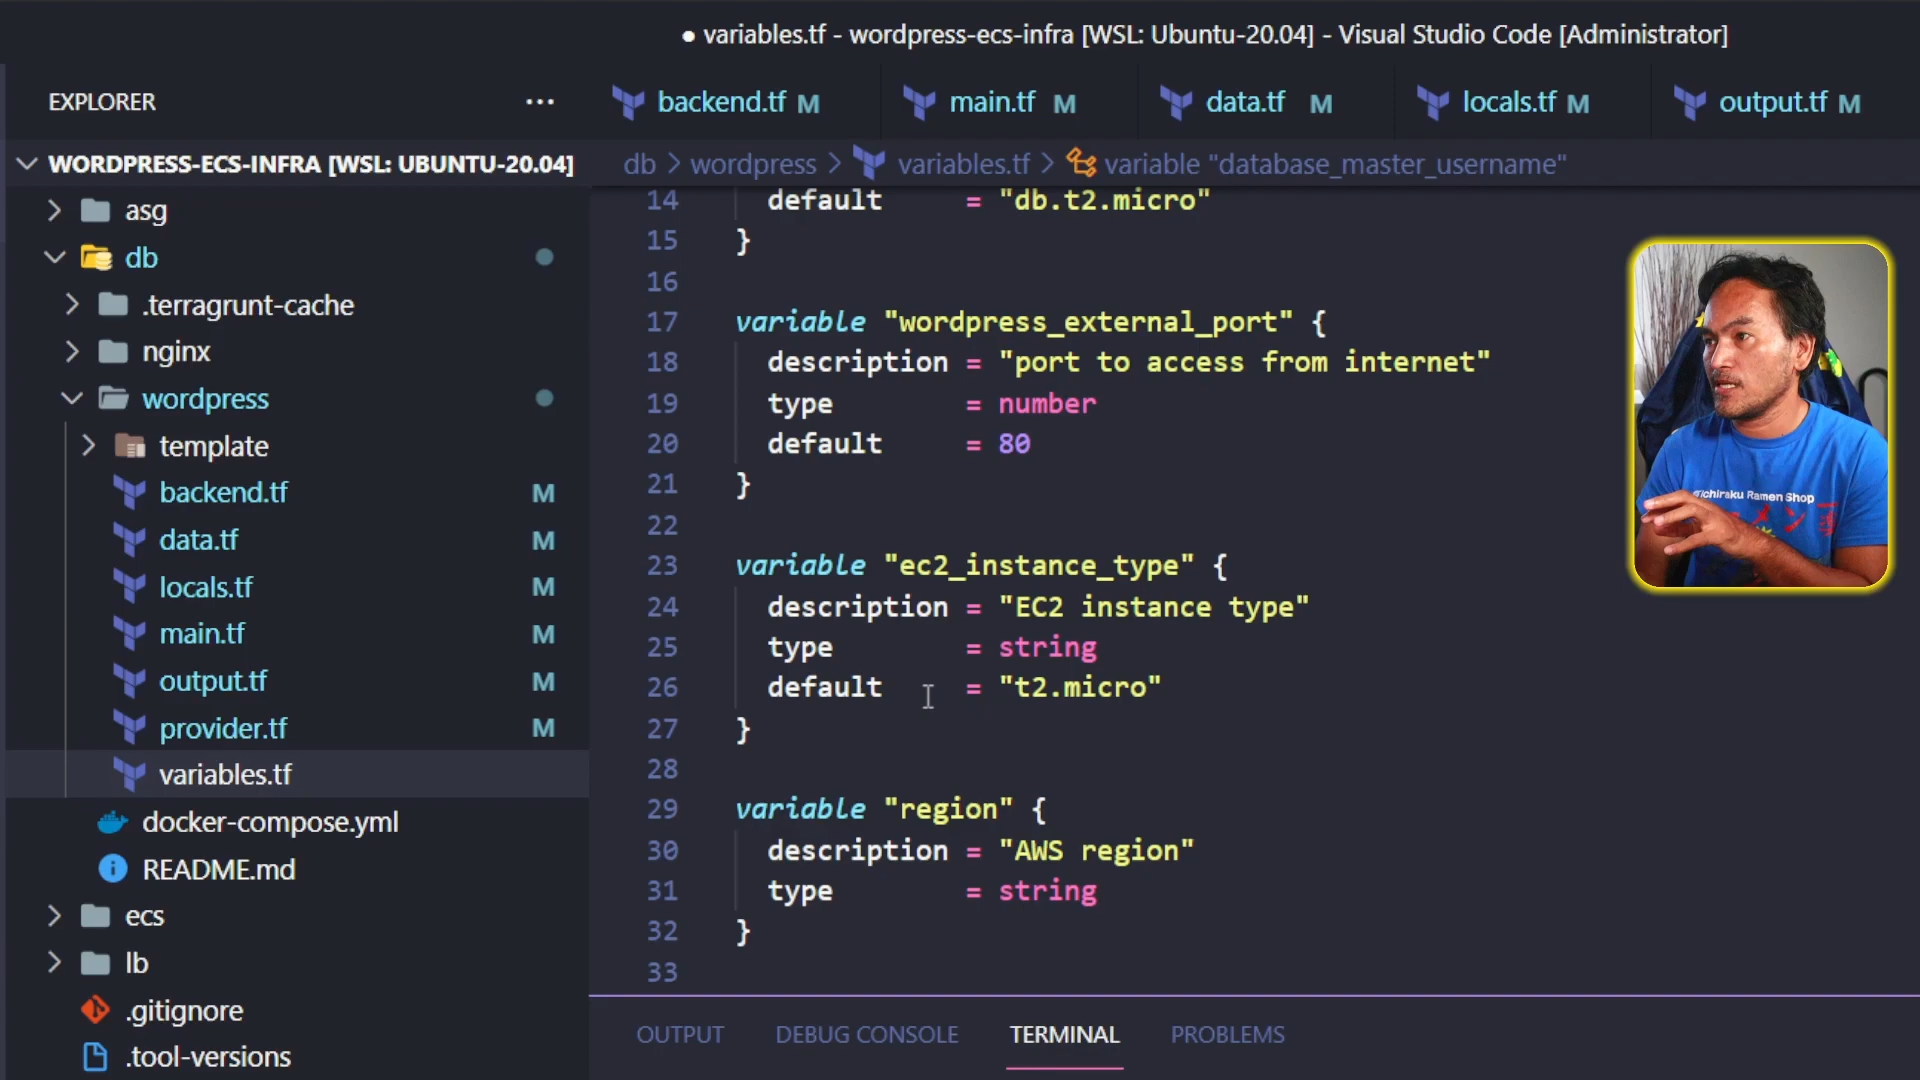 ● variables.tf - wordpress-ecs-infra [WSL: Ubuntu-20.04] - Visual Studio Code [Administrator]
EXPLORER ...
backend.tf M
main.tf M
data.tf M
locals.tf M
output.tf M
WORDPRESS-ECS-INFRA [WSL: UBUNTU-20.04]
db > wordpress > variables.tf > variable "database_master_username"
asg
db
.terragrunt-cache
nginx
wordpress
template
backend.tf M
data.tf M
locals.tf M
main.tf M
output.tf M
provider.tf M
variables.tf
docker-compose.yml
README.md
ecs
lb
.gitignore
.tool-versions
14 default = "db.t2.micro"
15 }
16
17 variable "wordpress_external_port" {
18 description = "port to access from internet"
19 type = number
20 default = 80
21 }
22
23 variable "ec2_instance_type" {
24 description = "EC2 instance type"
25 type = string
26 default = "t2.micro"
27 }
28
29 variable "region" {
30 description = "AWS region"
31 type = string
32 }
33
Ichiraku Ramen Shop
OUTPUT DEBUG CONSOLE TERMINAL PROBLEMS